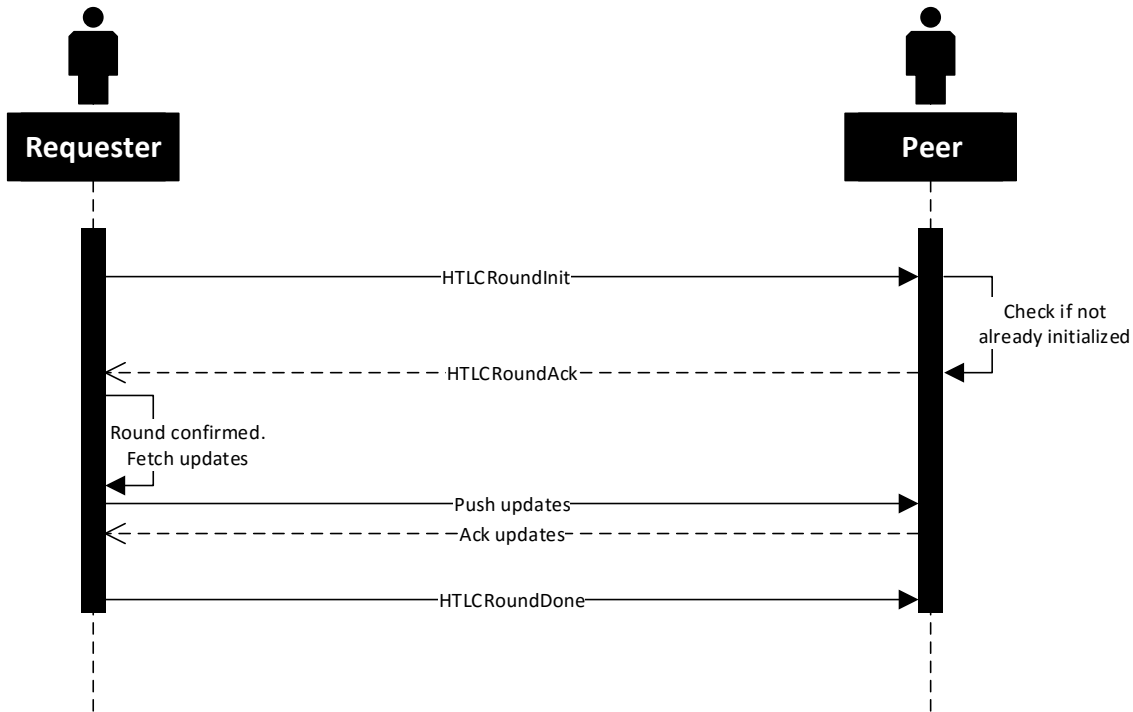 Requester
Peer
HTLCRoundInit
Check if not
already initialized
HTLCRoundAck
Round confirmed.
Fetch updates
Push updates
Ack updates
HTLCRoundDone